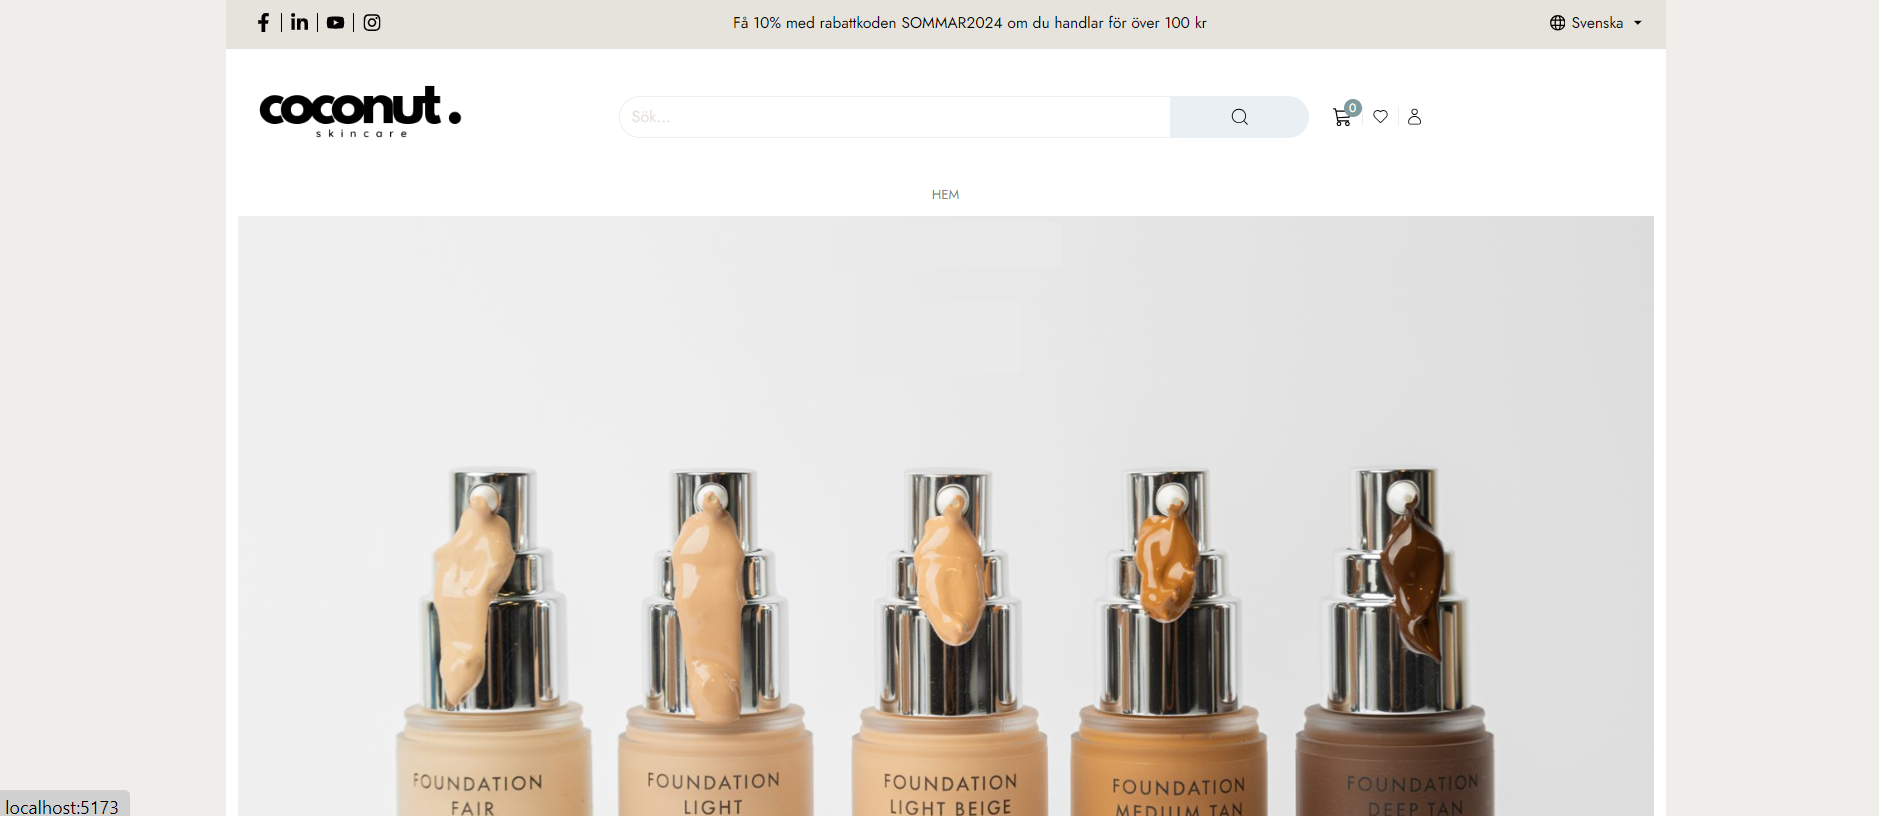 Få 10% med rabattkoden SOMMAR2024 om du handlar för över 100 kr
Svenska
coconut.
skincare
Sök...
0
HEM
FOUNDATION
FAIR
FOUNDATION
LIGHT
FOUNDATION
LIGHT BEIGE
FOUNDATION
MEDIUM TAN
FOUNDATION
DEEP TAN
localhost:5173